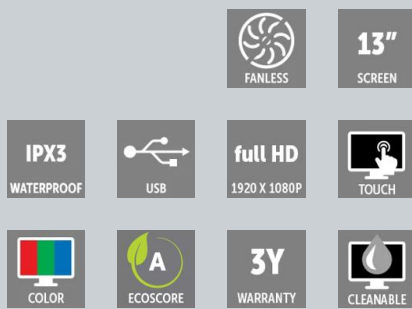 FANLESS
13"
SCREEN
IPX3
WATERPROOF
USB
full HD
1920 X 1080P
TOUCH
COLOR
A
ECOSCORE
3Y
WARRANTY
CLEANABLE